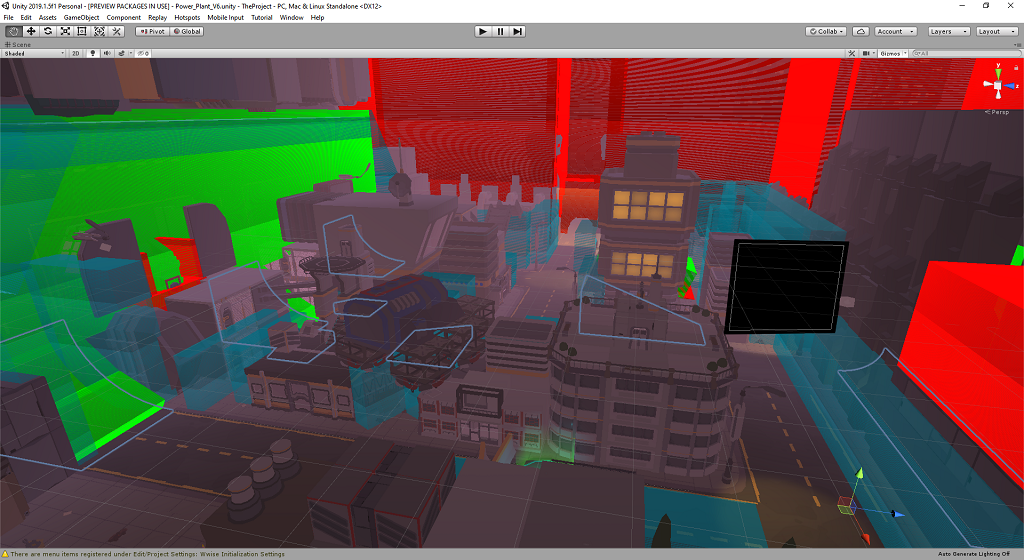 Unity 2019.1.5f1 Personal - [PREVIEW PACKAGES IN USE] - Power_Plant_V6.unity - TheProject - PC, Mac & Linux Standalone <DX12>
File Edit Assets GameObject Component Replay Hotspots Mobile Input Tutorial Window Help
Pivot Global Collab Account Layers Layout
Scene
Shaded 2D 0 Gizmos All
y
z
Persp
There are menu items registered under Edit/Project Settings: Wwise Initialization Settings Auto Generate Lighting Off